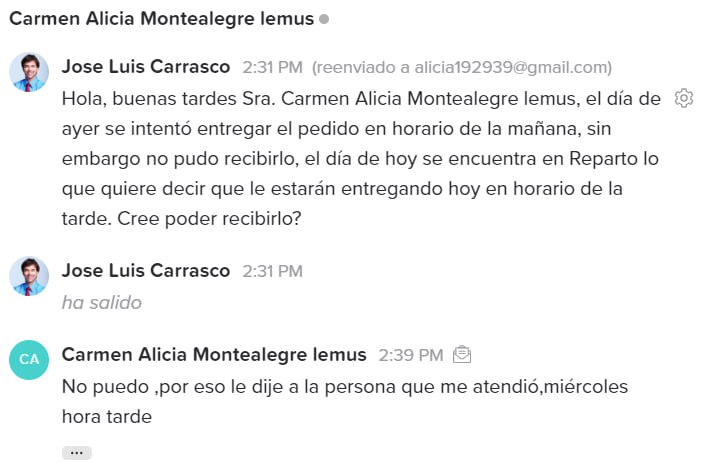 Carmen Alicia Montealegre lemus
Jose Luis Carrasco 2:31 PM (reenviado a alicia192939@gmail.com)
Hola, buenas tardes Sra. Carmen Alicia Montealegre lemus, el día de
ayer se intentó entregar el pedido en horario de la mañana, sin
embargo no pudo recibirlo, el día de hoy se encuentra en Reparto lo
que quiere decir que le estarán entregando hoy en horario de la
tarde. Cree poder recibirlo?
Jose Luis Carrasco 2:31 PM
ha salido
CA
Carmen Alicia Montealegre lemus 2:39 PM
No puedo ,por eso le dije a la persona que me atendió,miércoles
hora tarde
...